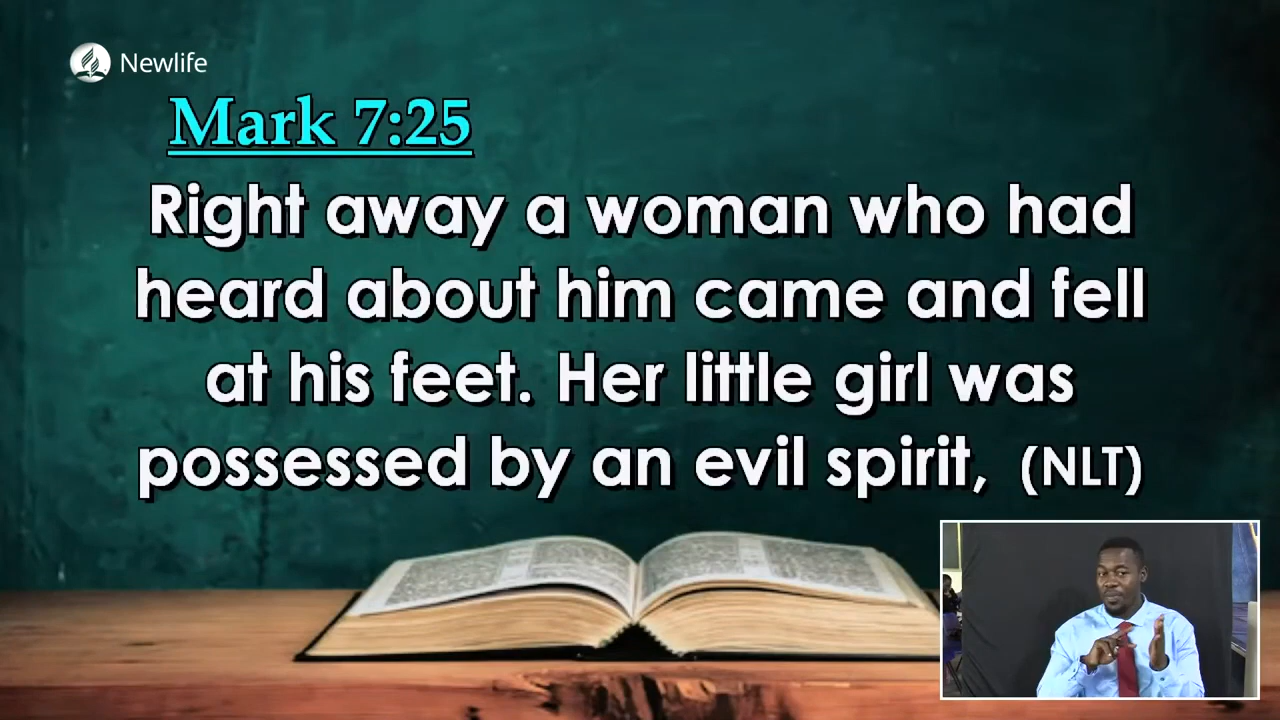 Newlife
Mark 7:25
Right away a woman who had
heard about him came and fell
at his feet. Her little girl was
possessed by an evil spirit, (NLT)